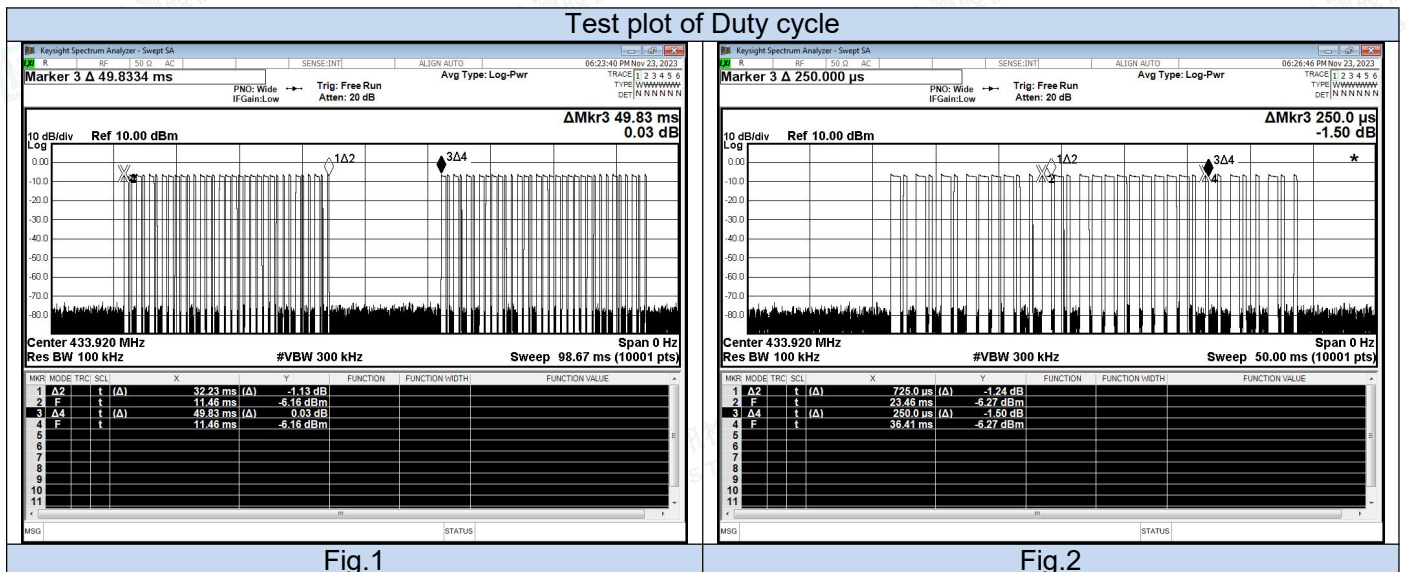 Test plot of Duty cycle
Keysight Spectrum Analyzer - Swept SA
LXI R RF 50 Ω AC SENSE:INT ALIGN AUTO 06:23:40 PM Nov 23, 2023
Marker 3 Δ 49.8334 ms
PNO: Wide Trig: Free Run Avg Type: Log-Pwr TRACE 1 2 3 4 5 6
TYPE WWWWWW
IFGain:Low Atten: 20 dB DET N N N N N N
ΔMkr3 49.83 ms
0.03 dB
10 dB/div Ref 10.00 dBm
Log
0.00
-10.0
-20.0
-30.0
-40.0
-50.0
-60.0
-70.0
-80.0
1Δ2
3Δ4
Center 433.920 MHz Span 0 Hz
Res BW 100 kHz #VBW 300 kHz Sweep 98.67 ms (10001 pts)
MKR MODE TRC SCL X Y FUNCTION FUNCTION WIDTH FUNCTION VALUE
1 Δ2 t (Δ) 32.23 ms (Δ) -1.13 dB
2 F t 11.46 ms -6.16 dBm
3 Δ4 t (Δ) 49.83 ms (Δ) 0.03 dB
4 F t 11.46 ms -6.16 dBm
5
6
7
8
9
10
11
MSG STATUS
Fig.1
Keysight Spectrum Analyzer - Swept SA
LXI R RF 50 Ω AC SENSE:INT ALIGN AUTO 06:26:46 PM Nov 23, 2023
Marker 3 Δ 250.000 µs
PNO: Wide Trig: Free Run Avg Type: Log-Pwr TRACE 1 2 3 4 5 6
TYPE WWWWWW
IFGain:Low Atten: 20 dB DET N N N N N N
ΔMkr3 250.0 µs
-1.50 dB
10 dB/div Ref 10.00 dBm
Log
0.00
-10.0
-20.0
-30.0
-40.0
-50.0
-60.0
-70.0
-80.0
1Δ2
2
3Δ4
4
*
Center 433.920 MHz Span 0 Hz
Res BW 100 kHz #VBW 300 kHz Sweep 50.00 ms (10001 pts)
MKR MODE TRC SCL X Y FUNCTION FUNCTION WIDTH FUNCTION VALUE
1 Δ2 t (Δ) 725.0 µs (Δ) -1.24 dB
2 F t 23.46 ms -6.27 dBm
3 Δ4 t (Δ) 250.0 µs (Δ) -1.50 dB
4 F t 36.41 ms -6.27 dBm
5
6
7
8
9
10
11
MSG STATUS
Fig.2